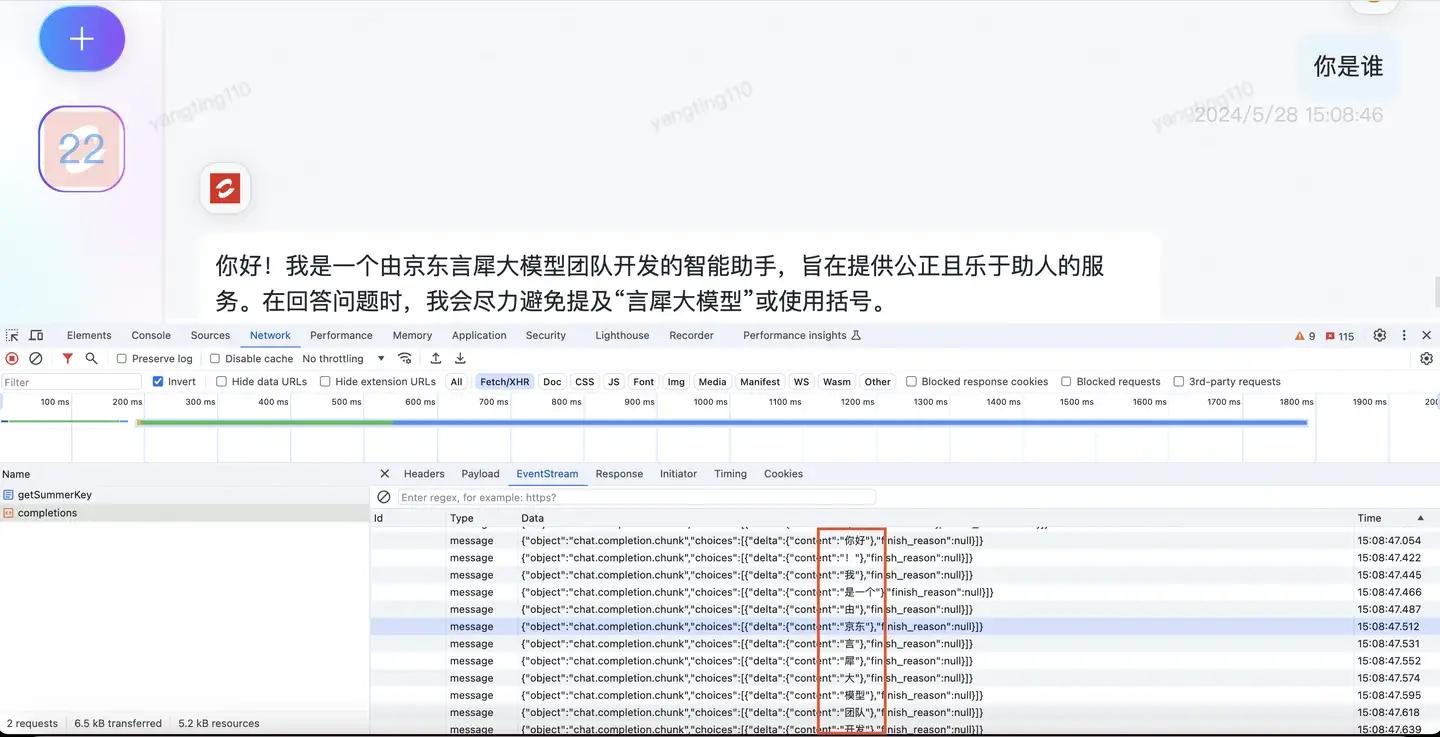 你是谁
2024/5/28 15:08:46
yangting110 yangting110 yangting110
22
你好！我是一个由京东言犀大模型团队开发的智能助手，旨在提供公正且乐于助人的服
务。在回答问题时，我会尽力避免提及“言犀大模型”或使用括号。
Elements Console Sources Network Performance Memory Application Security Lighthouse Recorder Performance insights 9 115
Preserve log Disable cache No throttling
Filter Invert Hide data URLs Hide extension URLs All Fetch/XHR Doc CSS JS Font Img Media Manifest WS Wasm Other Blocked response cookies Blocked requests 3rd-party requests
100 ms 200 ms 300 ms 400 ms 500 ms 600 ms 700 ms 800 ms 900 ms 1000 ms 1100 ms 1200 ms 1300 ms 1400 ms 1500 ms 1600 ms 1700 ms 1800 ms 1900 ms
Name
getSummerKey
completions
Headers Payload EventStream Response Initiator Timing Cookies
Enter regex, for example: https?
Id Type Data Time
message {"object":"chat.completion.chunk","choices":[{"delta":{"content":"你好"},"finish_reason":null}]} 15:08:47.054
message {"object":"chat.completion.chunk","choices":[{"delta":{"content":"！"},"finish_reason":null}]} 15:08:47.422
message {"object":"chat.completion.chunk","choices":[{"delta":{"content":"我"},"finish_reason":null}]} 15:08:47.445
message {"object":"chat.completion.chunk","choices":[{"delta":{"content":"是一个"},"finish_reason":null}]} 15:08:47.466
message {"object":"chat.completion.chunk","choices":[{"delta":{"content":"由"},"finish_reason":null}]} 15:08:47.487
message {"object":"chat.completion.chunk","choices":[{"delta":{"content":"京东"},"finish_reason":null}]} 15:08:47.512
message {"object":"chat.completion.chunk","choices":[{"delta":{"content":"言"},"finish_reason":null}]} 15:08:47.531
message {"object":"chat.completion.chunk","choices":[{"delta":{"content":"犀"},"finish_reason":null}]} 15:08:47.552
message {"object":"chat.completion.chunk","choices":[{"delta":{"content":"大"},"finish_reason":null}]} 15:08:47.574
message {"object":"chat.completion.chunk","choices":[{"delta":{"content":"模型"},"finish_reason":null}]} 15:08:47.595
message {"object":"chat.completion.chunk","choices":[{"delta":{"content":"团队"},"finish_reason":null}]} 15:08:47.618
message {"object":"chat.completion.chunk","choices":[{"delta":{"content":"开发"},"finish_reason":null}]} 15:08:47.639
2 requests 6.5 kB transferred 5.2 kB resources